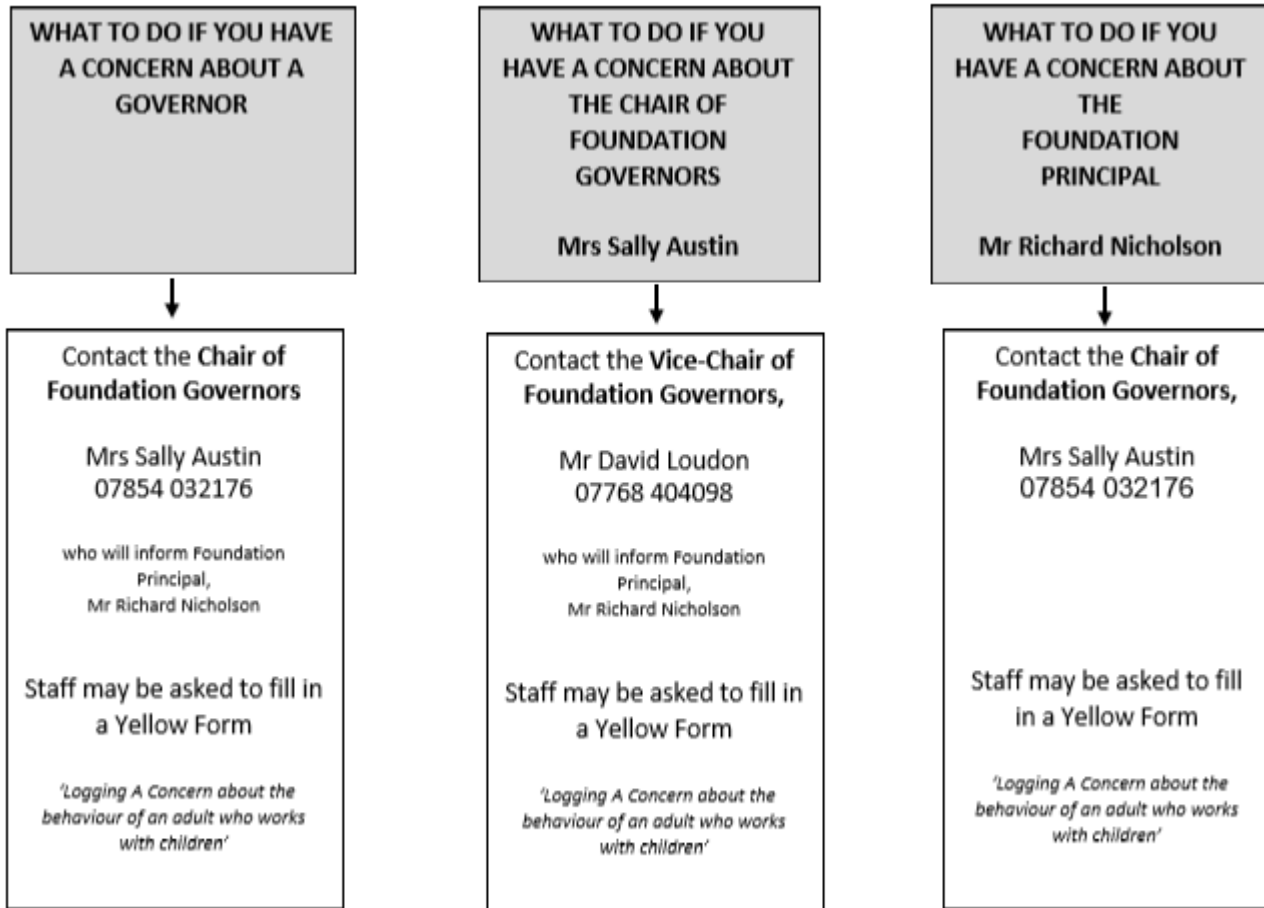 WHAT TO DO IF YOU HAVE
A CONCERN ABOUT A
GOVERNOR
Contact the Chair of
Foundation Governors
Mrs Sally Austin
07854 032176
who will inform Foundation
Principal,
Mr Richard Nicholson
Staff may be asked to fill in
a Yellow Form
'Logging A Concern about the
behaviour of an adult who works
with children'
WHAT TO DO IF YOU
HAVE A CONCERN ABOUT
THE CHAIR OF
FOUNDATION
GOVERNORS
Mrs Sally Austin
Contact the Vice-Chair of
Foundation Governors,
Mr David Loudon
07768 404098
who will inform Foundation
Principal,
Mr Richard Nicholson
Staff may be asked to fill in
a Yellow Form
'Logging A Concern about the
behaviour of an adult who works
with children'
WHAT TO DO IF YOU
HAVE A CONCERN ABOUT
THE
FOUNDATION
PRINCIPAL
Mr Richard Nicholson
Contact the Chair of
Foundation Governors,
Mrs Sally Austin
07854 032176
Staff may be asked to fill
in a Yellow Form
'Logging A Concern about the
behaviour of an adult who works
with children'